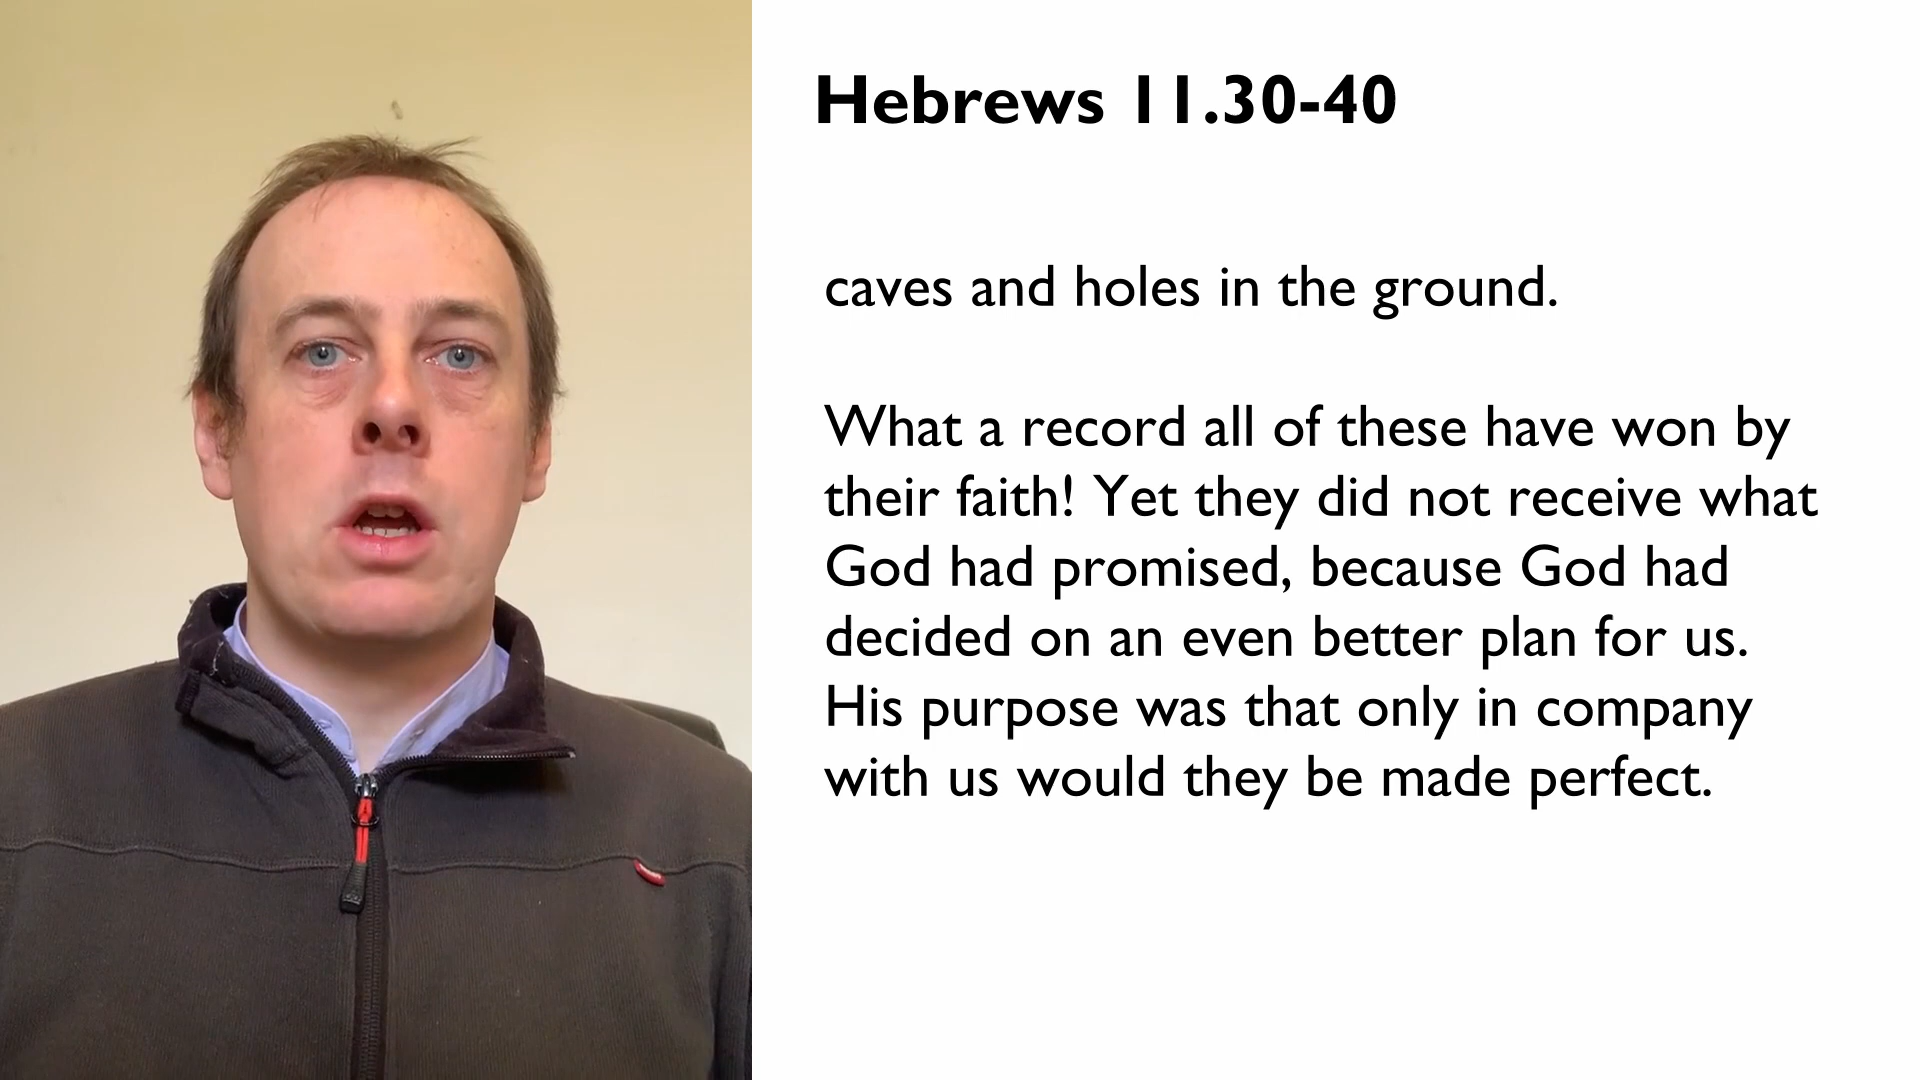 Hebrews 11.30-40
caves and holes in the ground.
What a record all of these have won by
their faith! Yet they did not receive what
God had promised, because God had
decided on an even better plan for us.
His purpose was that only in company
with us would they be made perfect.